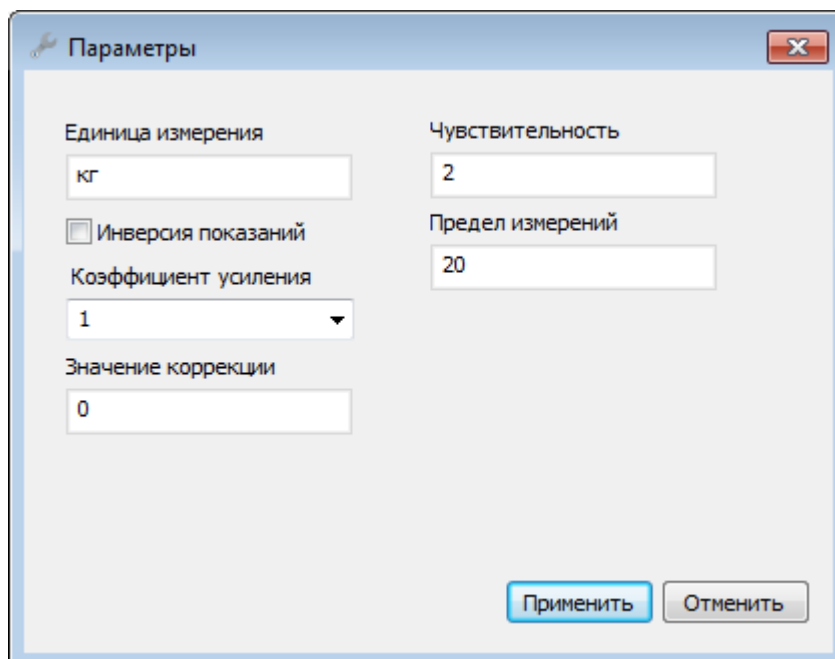 Параметры
Единица измерения
кг
Инверсия показаний
Коэффициент усиления
1
Значение коррекции
0
Чувствительность
2
Предел измерений
20
Применить
Отменить